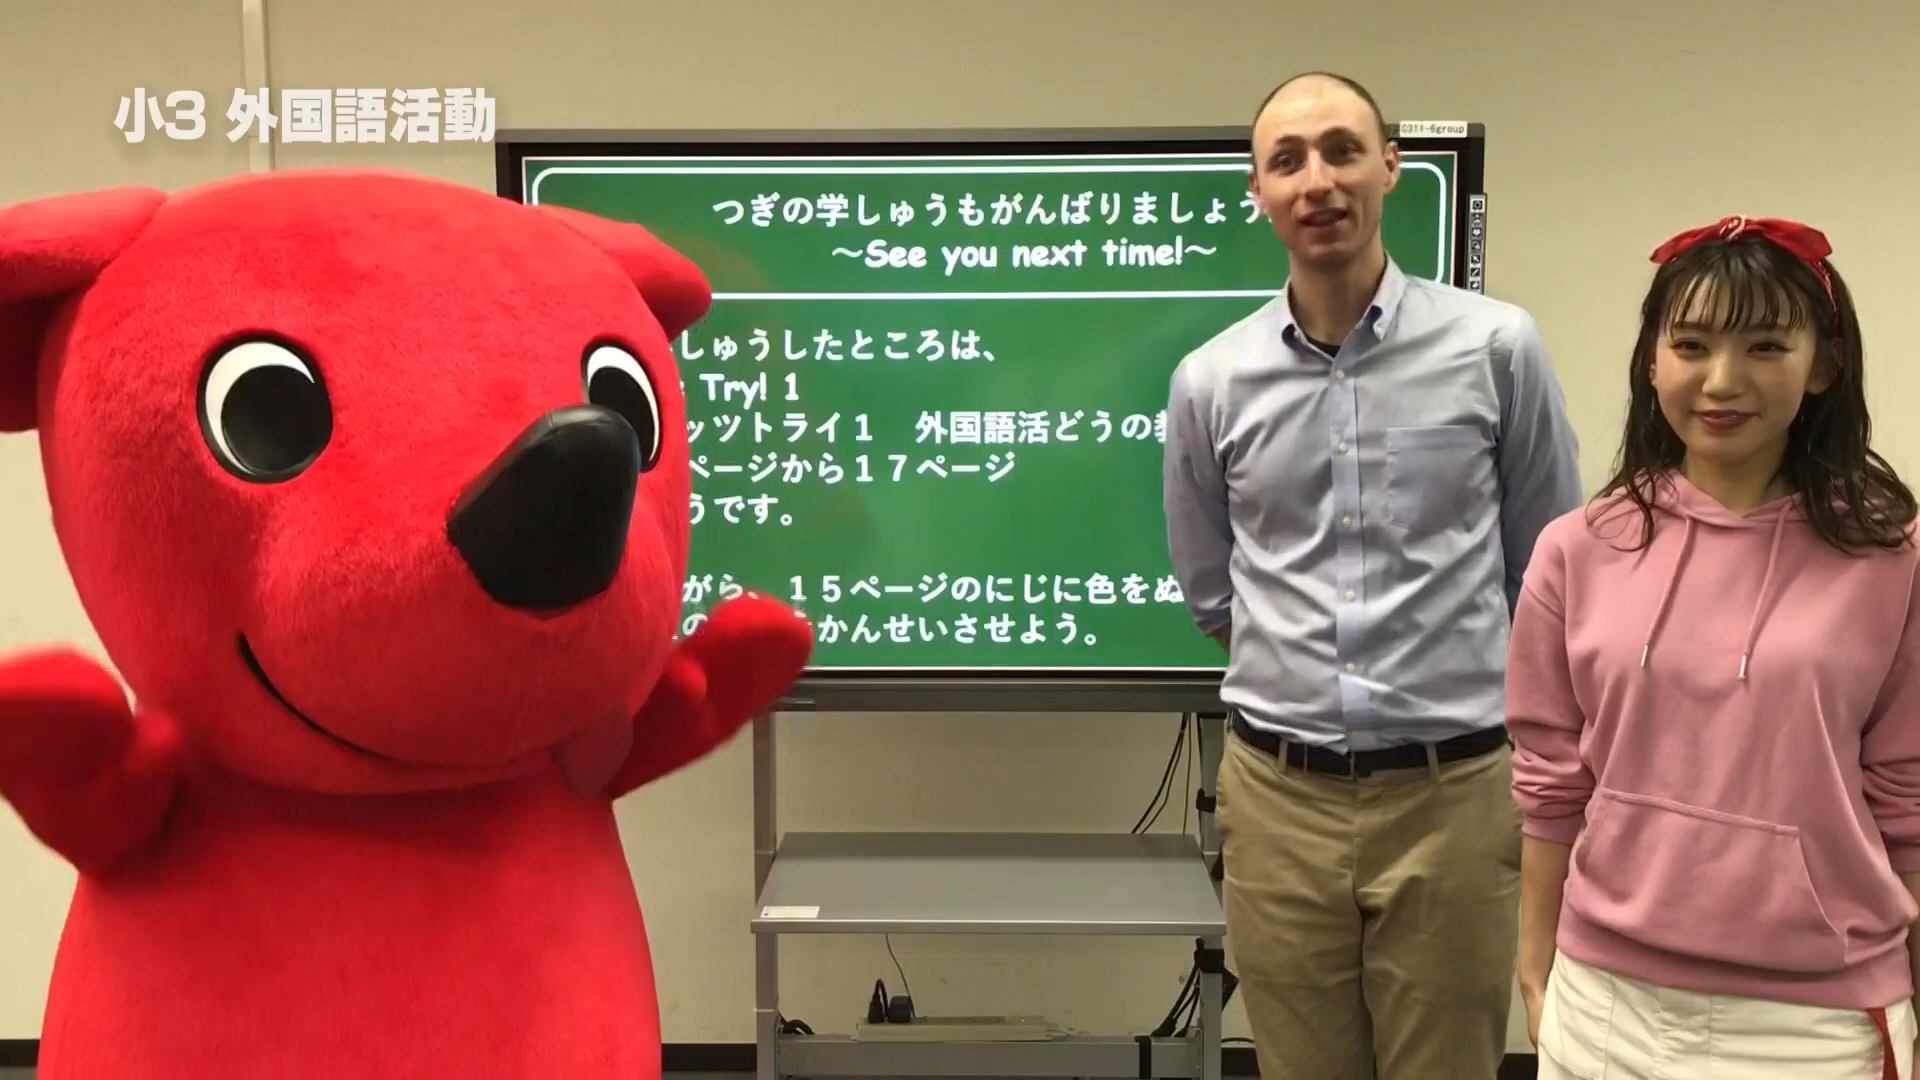 小3 外国語活動
C311-6group
つぎの学しゅうもがんばりましょう
～See you next time!～
しゅうしたところは、
Try! 1
ッツトライ１　外国語活どうの教
ページから１７ページ
うです。
がら、１５ページのにじに色をぬ
かんせいさせよう。